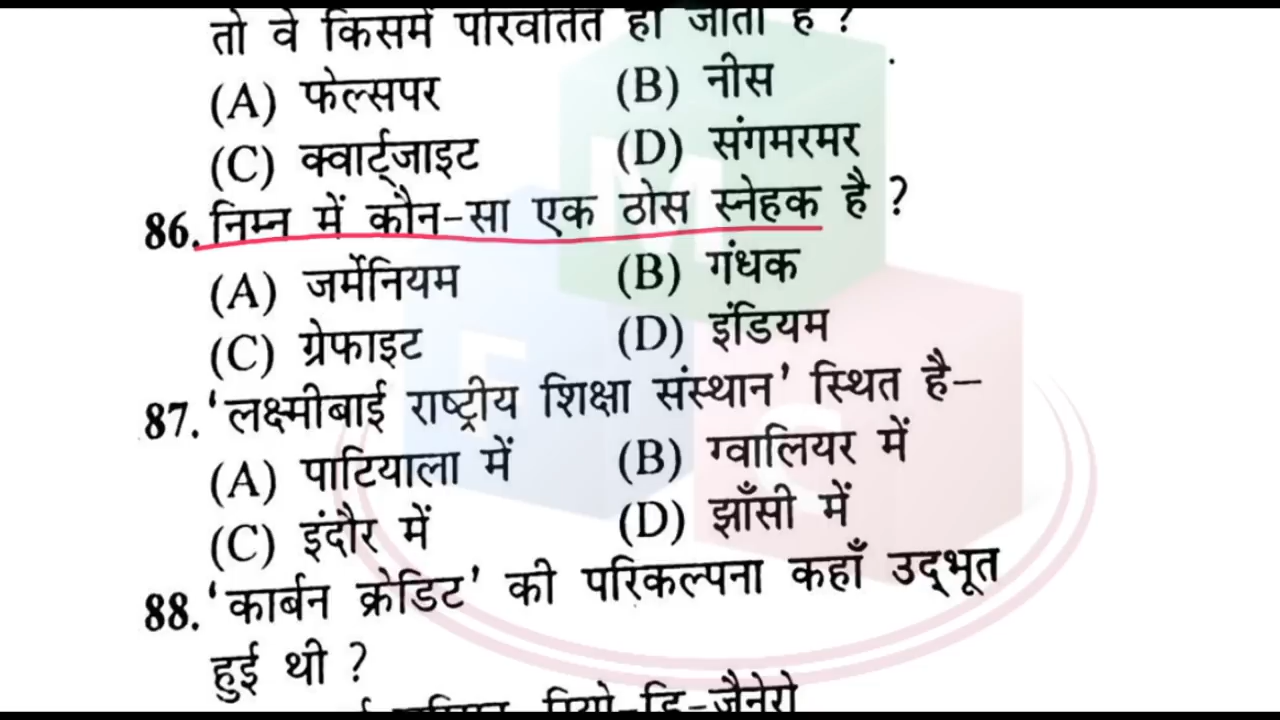 तो वे किसमें परिवर्तित हो जाती है ?
(A) फेल्सपर (B) नीस
(C) क्वार्ट्जाइट (D) संगमरमर
86. निम्न में कौन-सा एक ठोस स्नेहक है ?
(A) जर्मेनियम (B) गंधक
(C) ग्रेफाइट (D) इंडियम
87. ‘लक्ष्मीबाई राष्ट्रीय शिक्षा संस्थान’ स्थित है–
(A) पाटियाला में (B) ग्वालियर में
(C) इंदौर में (D) झाँसी में
88. ‘कार्बन क्रेडिट’ की परिकल्पना कहाँ उद्भूत
हुई थी ?